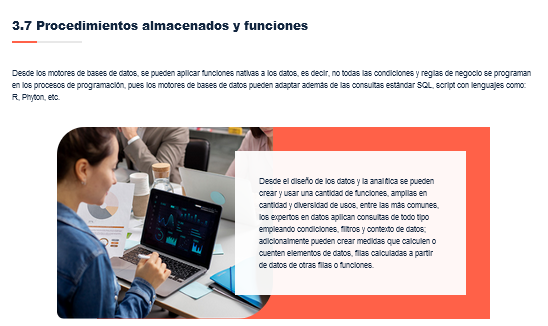 3.7 Procedimientos almacenados y funciones
Desde los motores de bases de datos, se pueden aplicar funciones nativas a los datos, es decir, no todas las condiciones y reglas de negocio se programan
en los procesos de programación, pues los motores de bases de datos pueden adaptar además de las consultas estándar SQL, script con lenguajes como:
R, Phyton, etc.
Desde el diseño de los datos y la analítica se pueden
crear y usar una cantidad de funciones, amplias en
cantidad y diversidad de usos, entre las más comunes,
los expertos en datos aplican consultas de todo tipo
empleando condiciones, filtros y contexto de datos;
adicionalmente pueden crear medidas que calculen o
cuenten elementos de datos, filas calculadas a partir
de datos de otras filas o funciones.